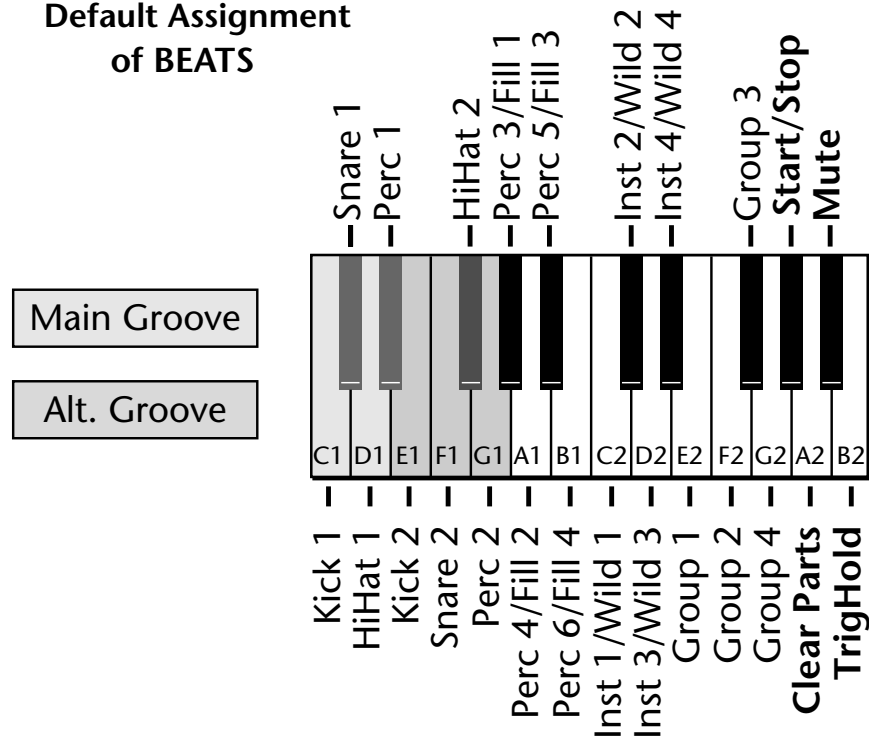 Default Assignment
of BEATS
Snare 1
Perc 1
HiHat 2
Perc 3/Fill 1
Perc 5/Fill 3
Inst 2/Wild 2
Inst 4/Wild 4
Group 3
Start/Stop
Mute
Main Groove
Alt. Groove
C1 D1 E1 F1 G1 A1 B1 C2 D2 E2 F2 G2 A2 B2
Kick 1
HiHat 1
Kick 2
Snare 2
Perc 2
Perc 4/Fill 2
Perc 6/Fill 4
Inst 1/Wild 1
Inst 3/Wild 3
Group 1
Group 2
Group 4
Clear Parts
TrigHold